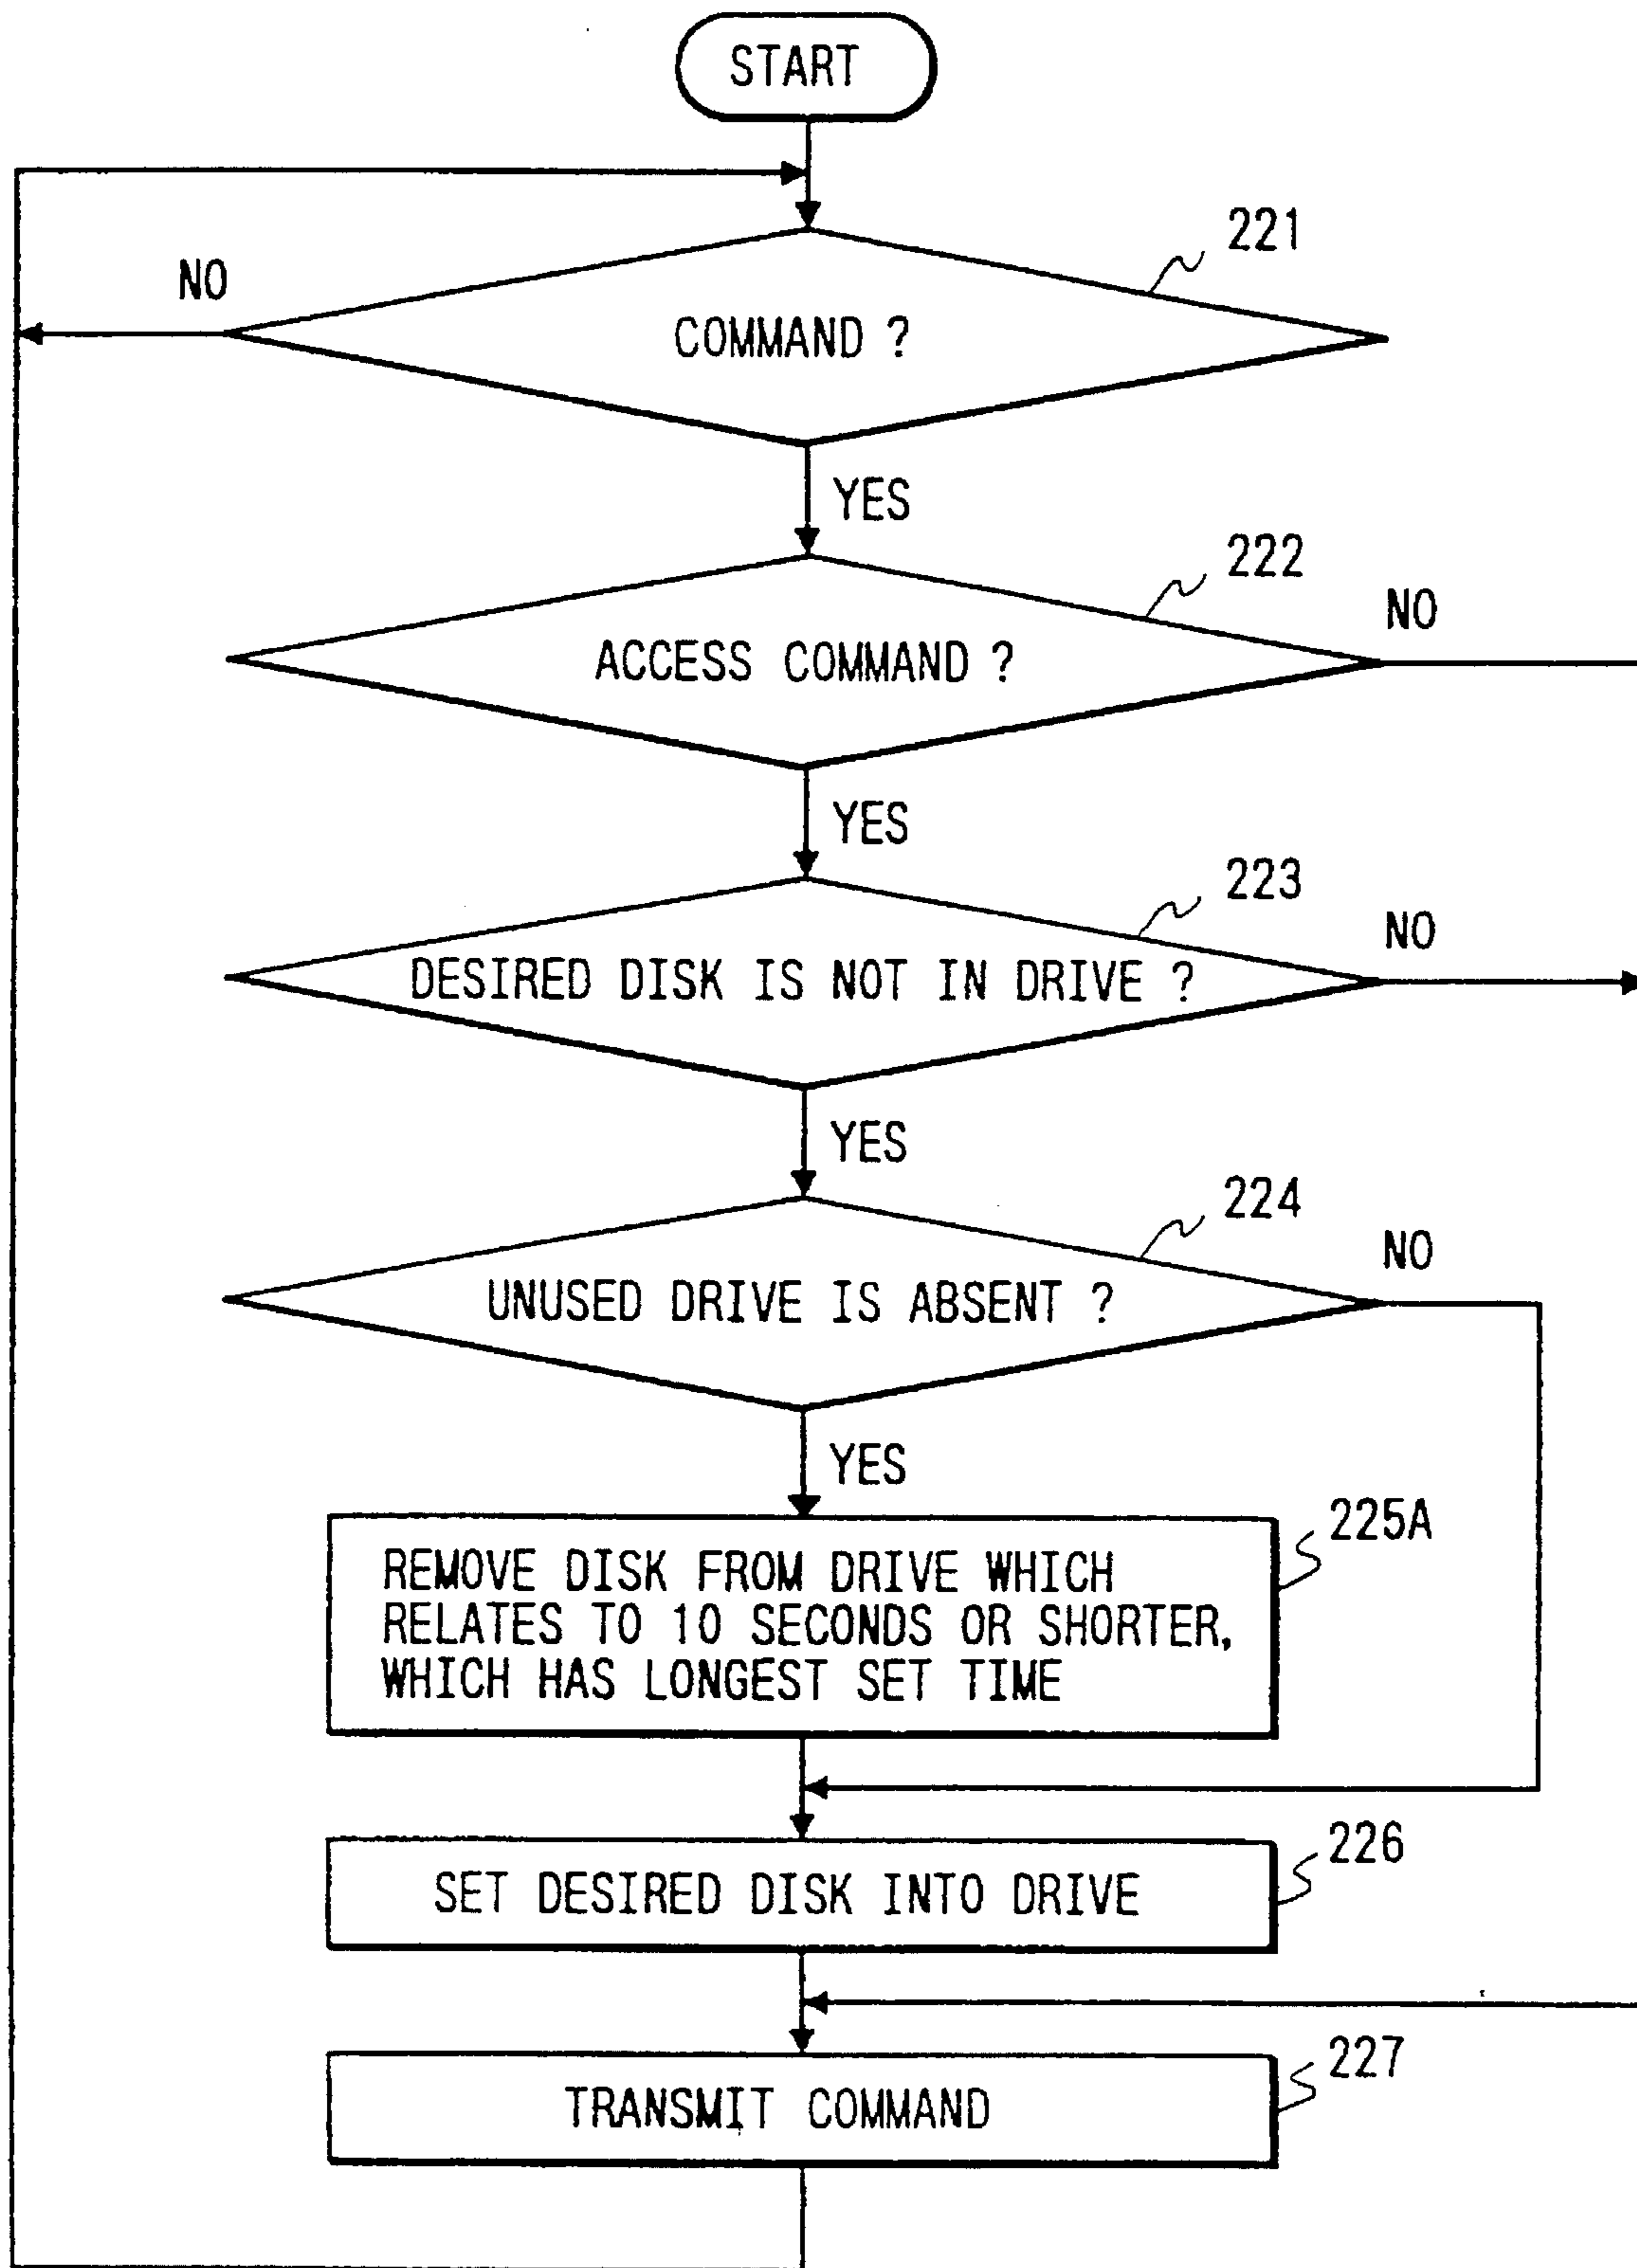 START
221
NO
COMMAND ?
YES
222
NO
ACCESS COMMAND ?
YES
223
NO
DESIRED DISK IS NOT IN DRIVE ?
YES
224
NO
UNUSED DRIVE IS ABSENT ?
YES
225A
REMOVE DISK FROM DRIVE WHICH
RELATES TO 10 SECONDS OR SHORTER,
WHICH HAS LONGEST SET TIME
226
SET DESIRED DISK INTO DRIVE
227
TRANSMIT COMMAND